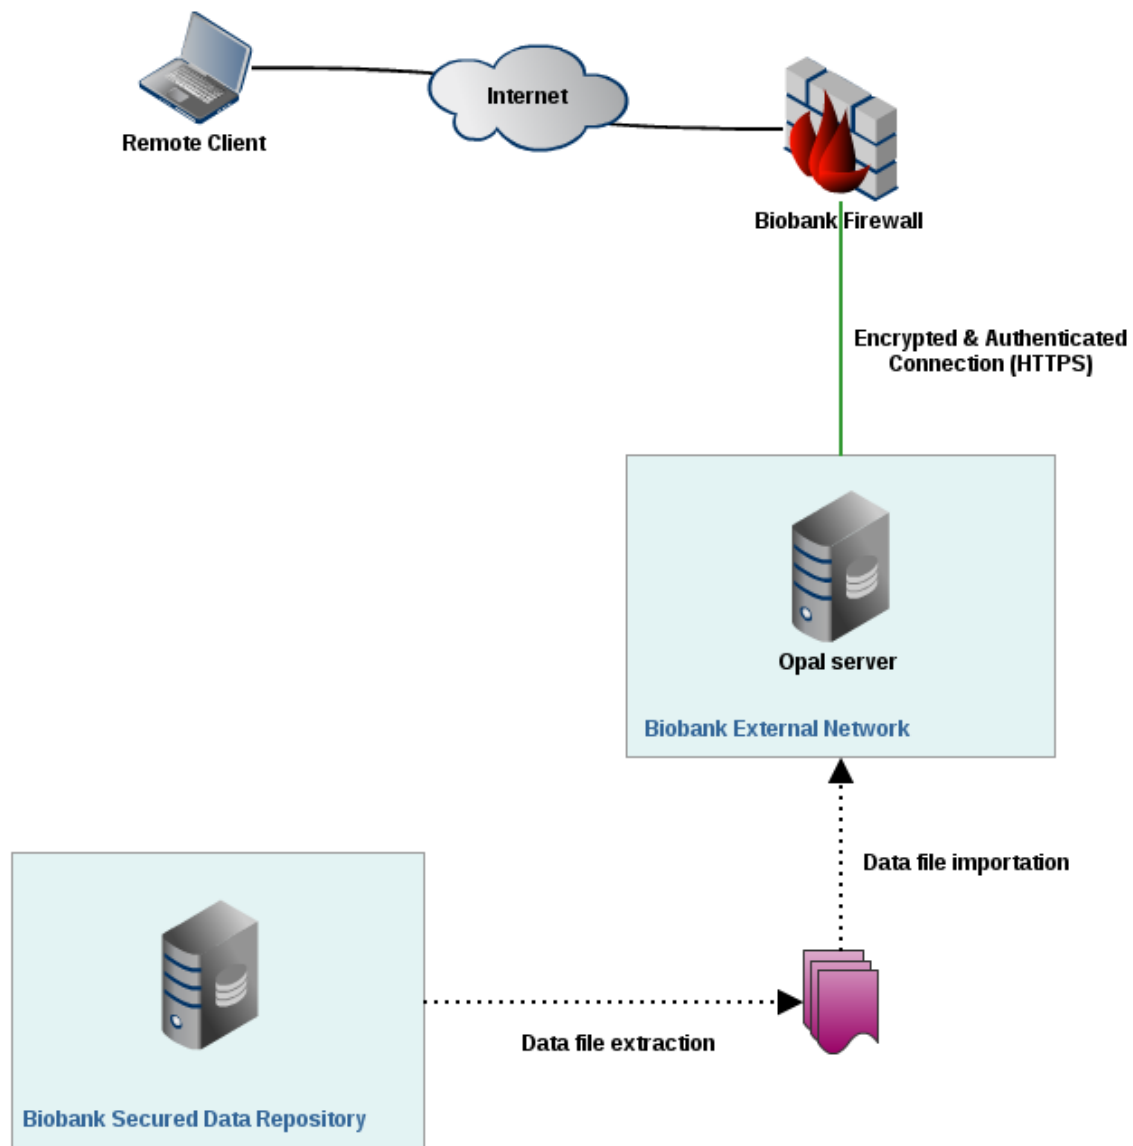 Internet
Remote Client
Biobank Firewall
Encrypted & Authenticated
Connection (HTTPS)
Opal server
Biobank External Network
Data file importation
Data file extraction
Biobank Secured Data Repository